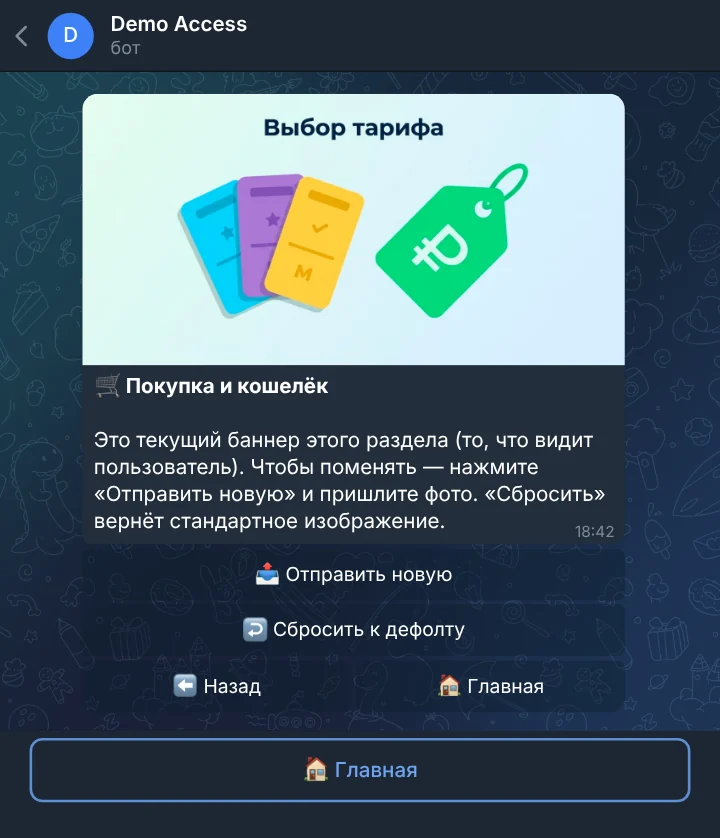 D
Demo Access
бот
Выбор тарифа
M
₽
🛒 Покупка и кошелёк
Это текущий баннер этого раздела (то, что видит
пользователь). Чтобы поменять — нажмите
«Отправить новую» и пришлите фото. «Сбросить»
вернёт стандартное изображение.
18:42
📤 Отправить новую
↩️ Сбросить к дефолту
⬅️ Назад
🏠 Главная
🏠 Главная